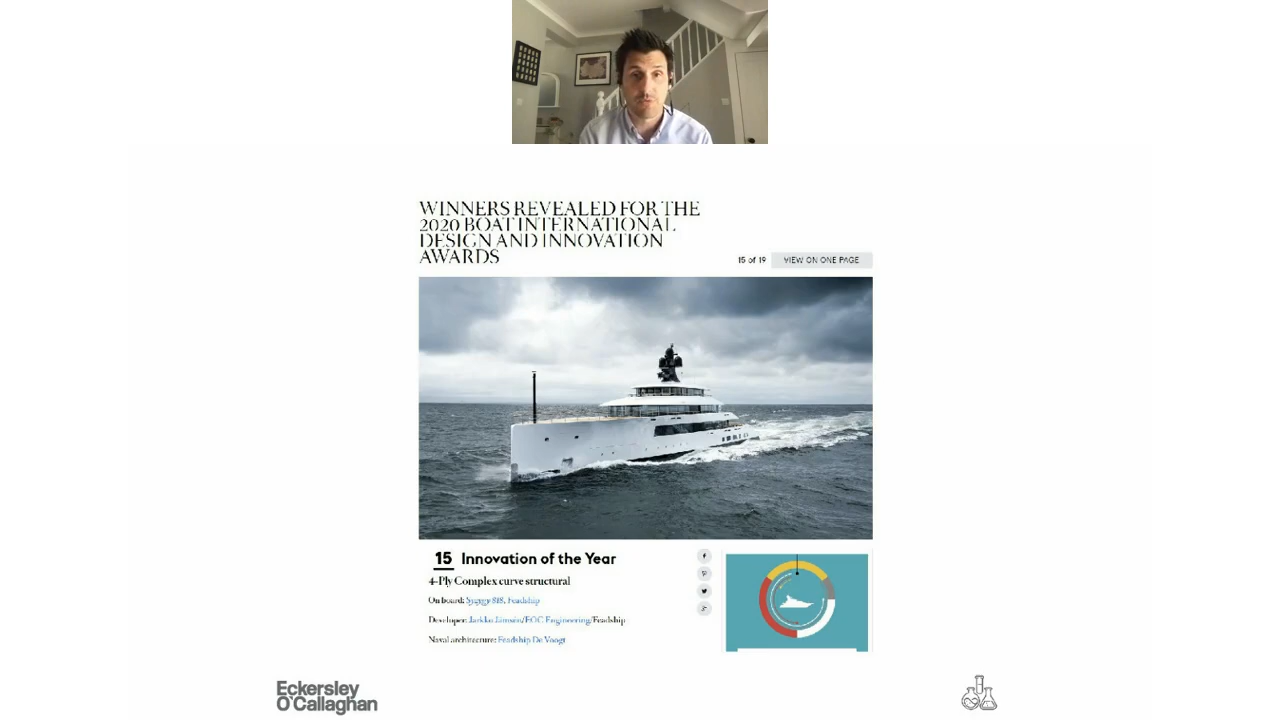 WINNERS REVEALED FOR THE
2020 BOAT INTERNATIONAL
DESIGN AND INNOVATION
AWARDS
15 of 19
VIEW ON ONE PAGE
15 Innovation of the Year
4-Ply Complex curve structural
On board: Syzygy 818, Feadship
Developer: Jarkko Jämsén/EOC Engineering/Feadship
Naval architecture: Feadship De Voogt
Eckersley
O'Callaghan